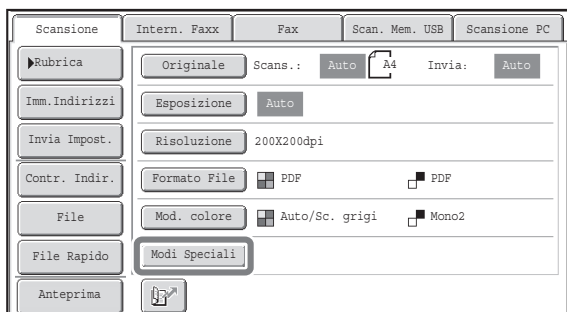 Scansione Intern. Faxx Fax Scan. Mem. USB Scansione PC
Rubrica Originale Scans.: Auto A4 Invia: Auto
Imm.Indirizzi Esposizione Auto
Invia Impost. Risoluzione 200X200dpi
Contr. Indir. Formato File PDF PDF
File Mod. colore Auto/Sc. grigi Mono2
File Rapido Modi Speciali
Anteprima